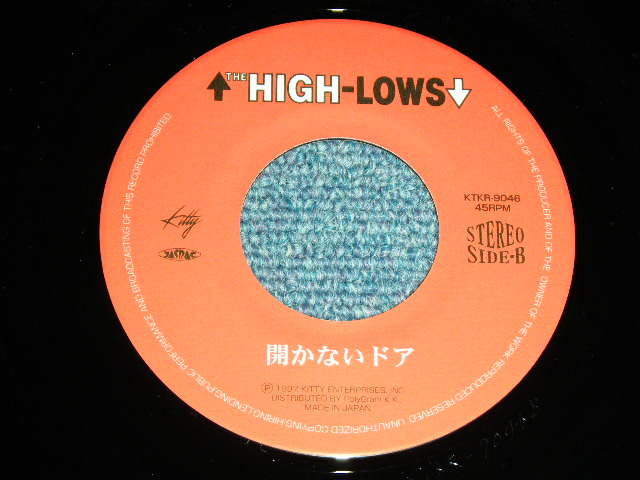 ↑THE HIGH-LOWS↓
KTKR-9046
45RPM
Kitty
JASRAC
STEREO
SIDE-B
開かないドア
Ⓟ 1997 KITTY ENTERPRISES, INC.
DISTRIBUTED BY PolyGram K.K.,
MADE IN JAPAN
ALL RIGHTS OF THE PRODUCER AND OF THE OWNER OF THE WORK REPRODUCED RESERVED. UNAUTHORIZED COPYING,HIRING,LENDING,PUBLIC PERFORMANCE AND BROADCASTING OF THIS RECORD PROHIBITED.